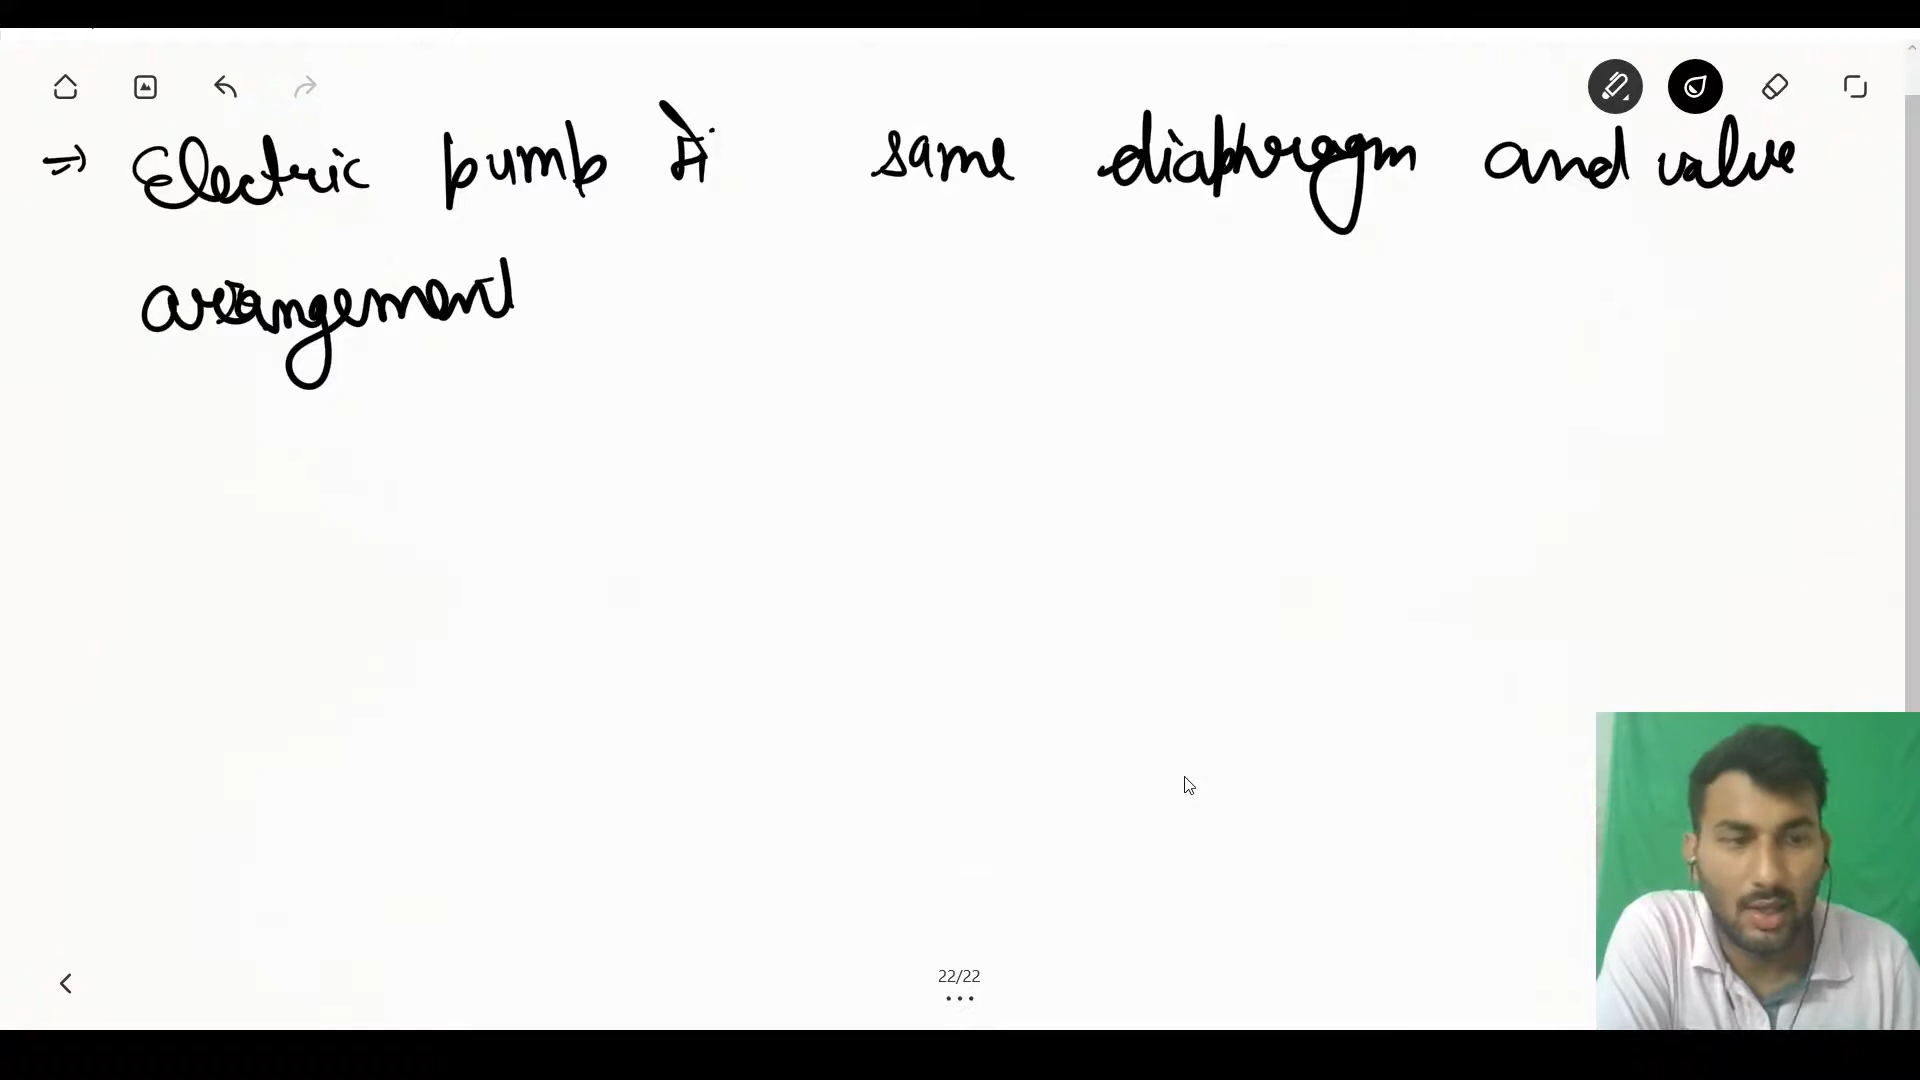 ⇒ Electric pumb में same diaphragm and valve
arrangement
22/22